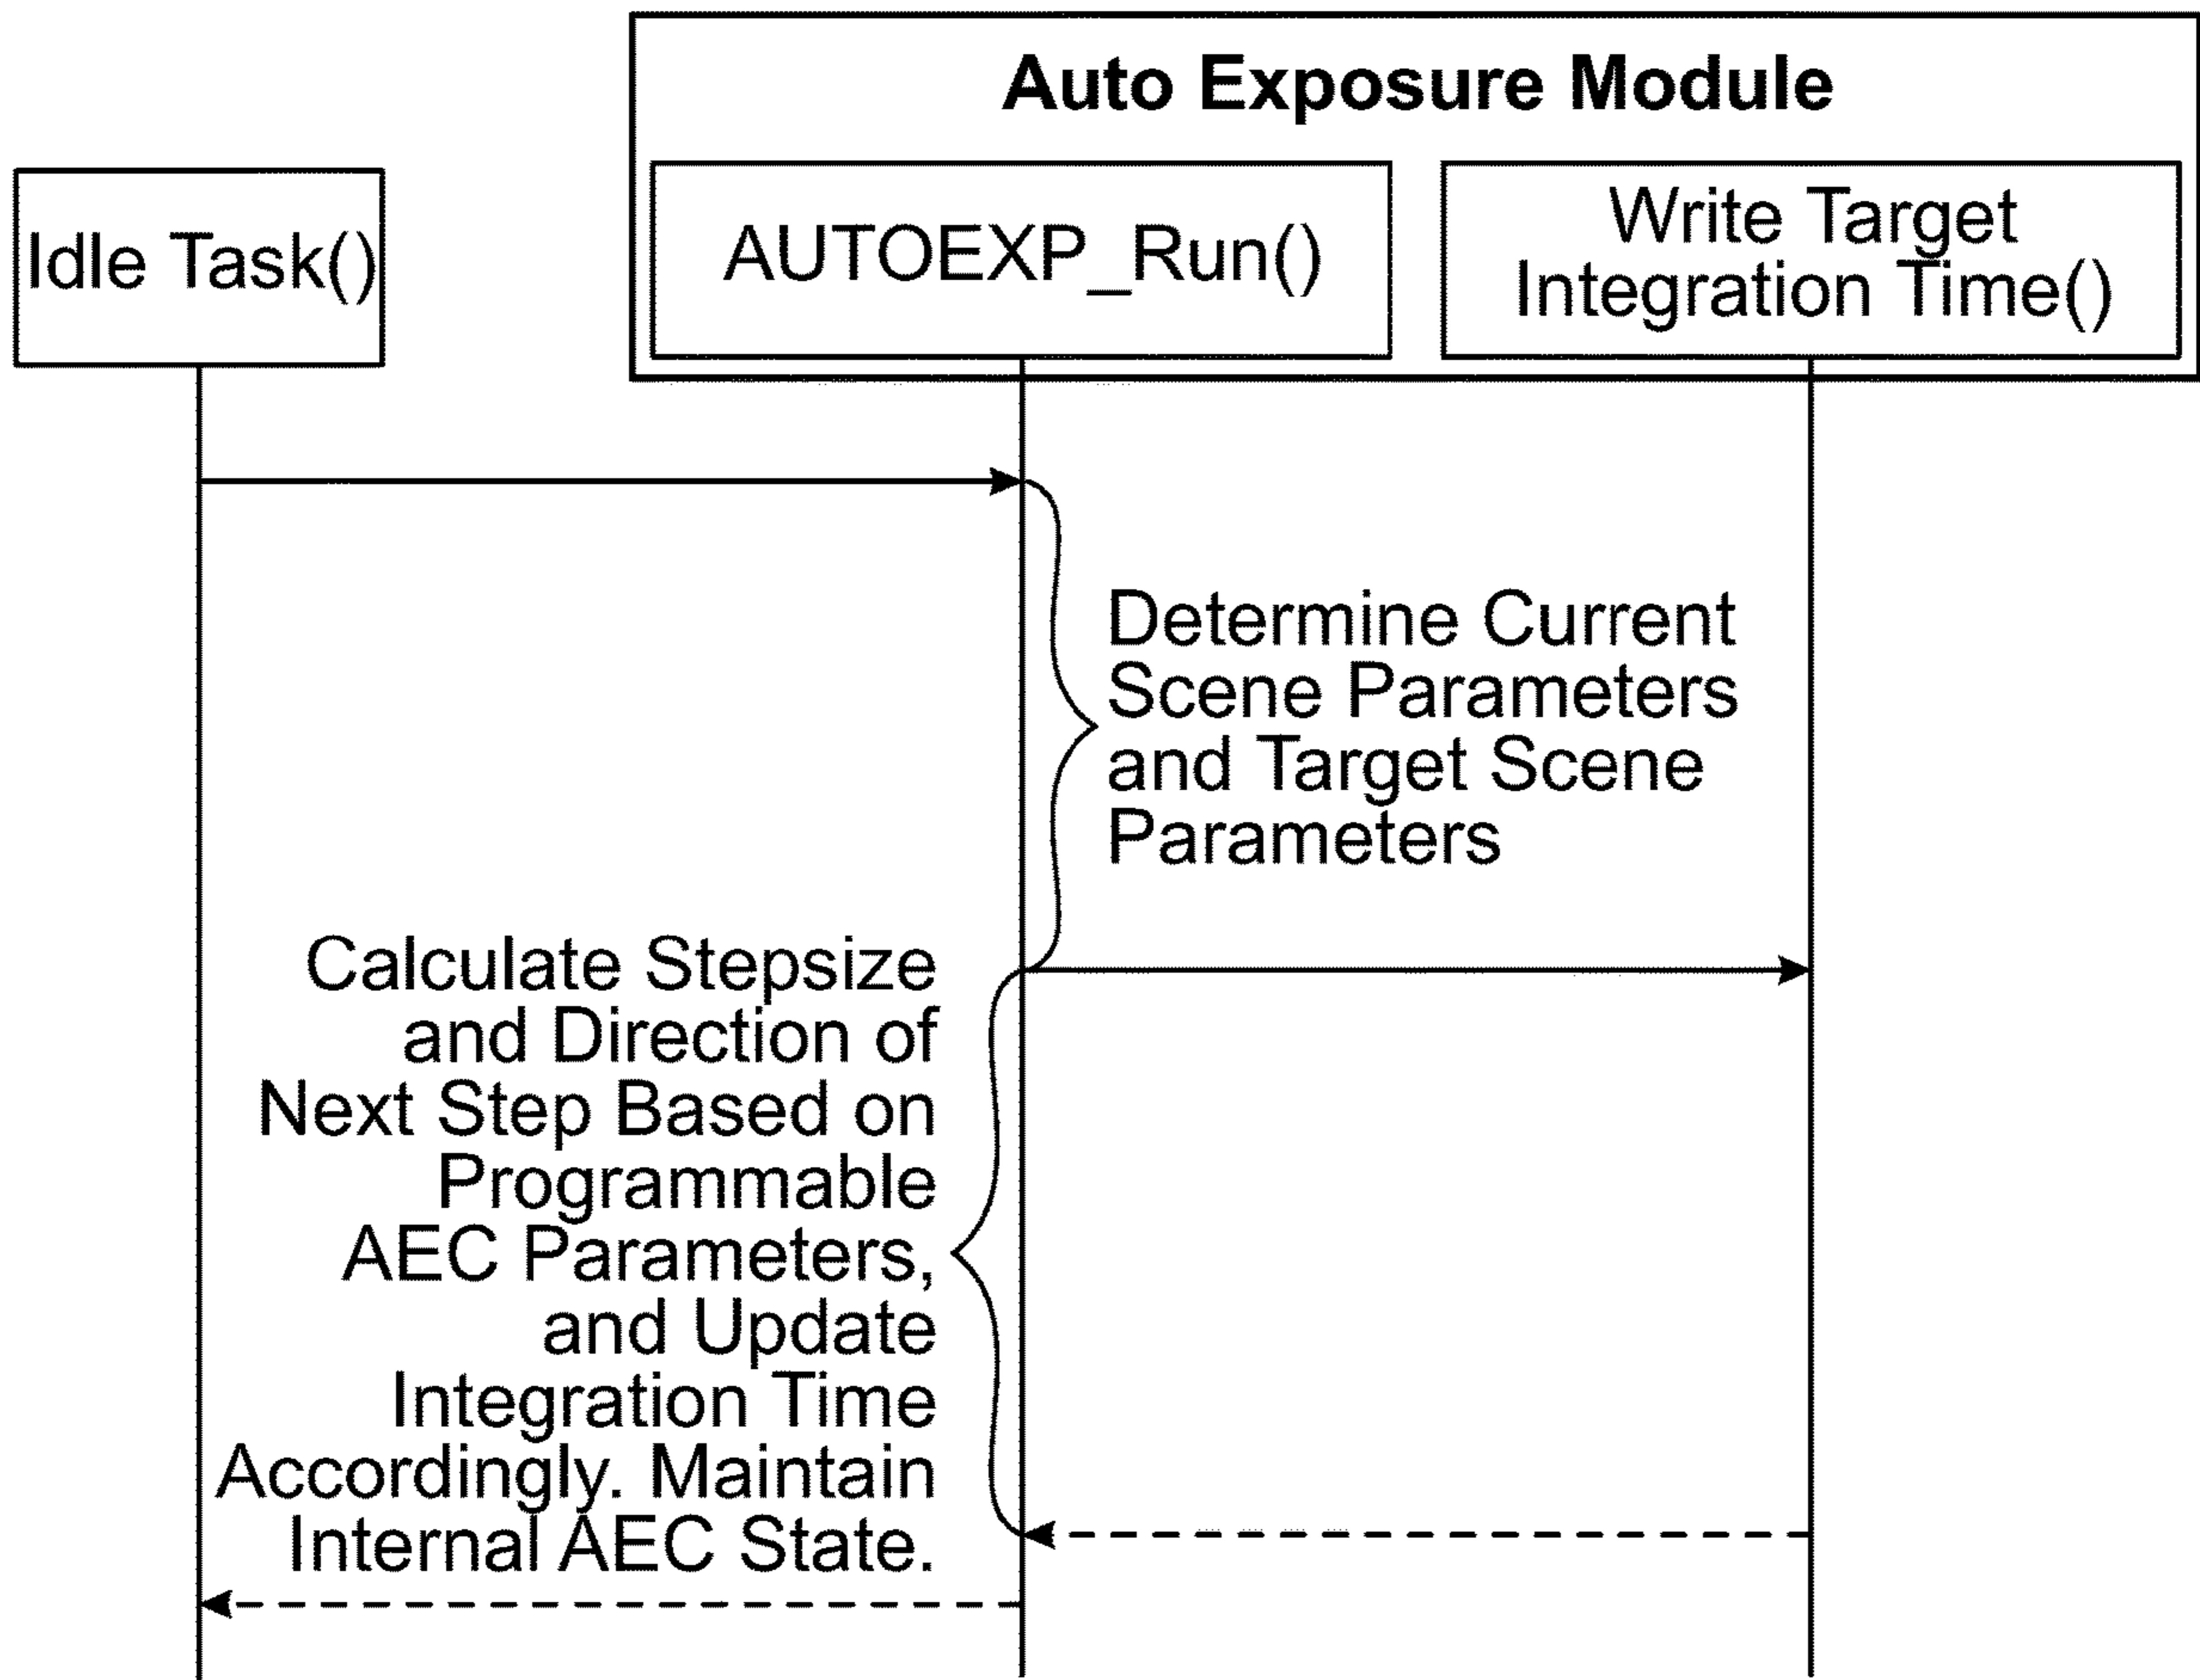 Auto Exposure Module
Idle Task()
AUTOEXP_Run()
Write Target
Integration Time()
Determine Current
Scene Parameters
and Target Scene
Parameters
Calculate Stepsize
and Direction of
Next Step Based on
Programmable
AEC Parameters,
and Update
Integration Time
Accordingly. Maintain
Internal AEC State.